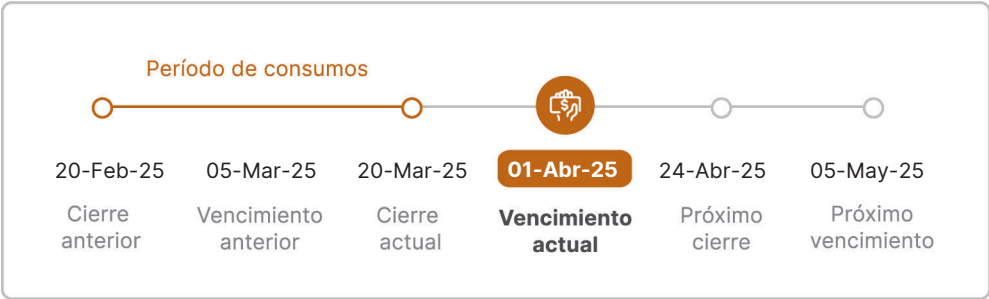 Período de consumos
$
20-Feb-25 05-Mar-25 20-Mar-25 01-Abr-25 24-Abr-25 05-May-25
Cierre Vencimiento Cierre Vencimiento Próximo Próximo
anterior anterior actual actual cierre vencimiento